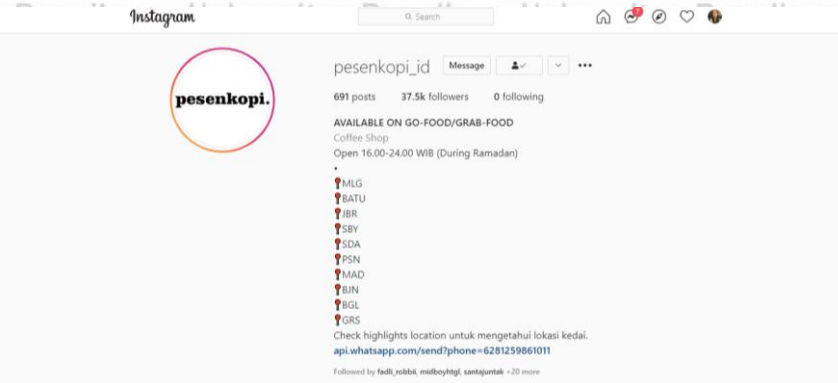 Instagram
Search
7
pesenkopi.
pesenkopi_id Message
691 posts 37.5k followers 0 following
AVAILABLE ON GO-FOOD/GRAB-FOOD
Coffee Shop
Open 16.00-24.00 WIB (During Ramadan)
•
📍MLG
📍BATU
📍JBR
📍SBY
📍SDA
📍PSN
📍MAD
📍BJN
📍BGL
📍GRS
Check highlights location untuk mengetahui lokasi kedai.
api.whatsapp.com/send?phone=6281259861011
Followed by fadli_robbii, midboyhtgl, santajuntak +20 more